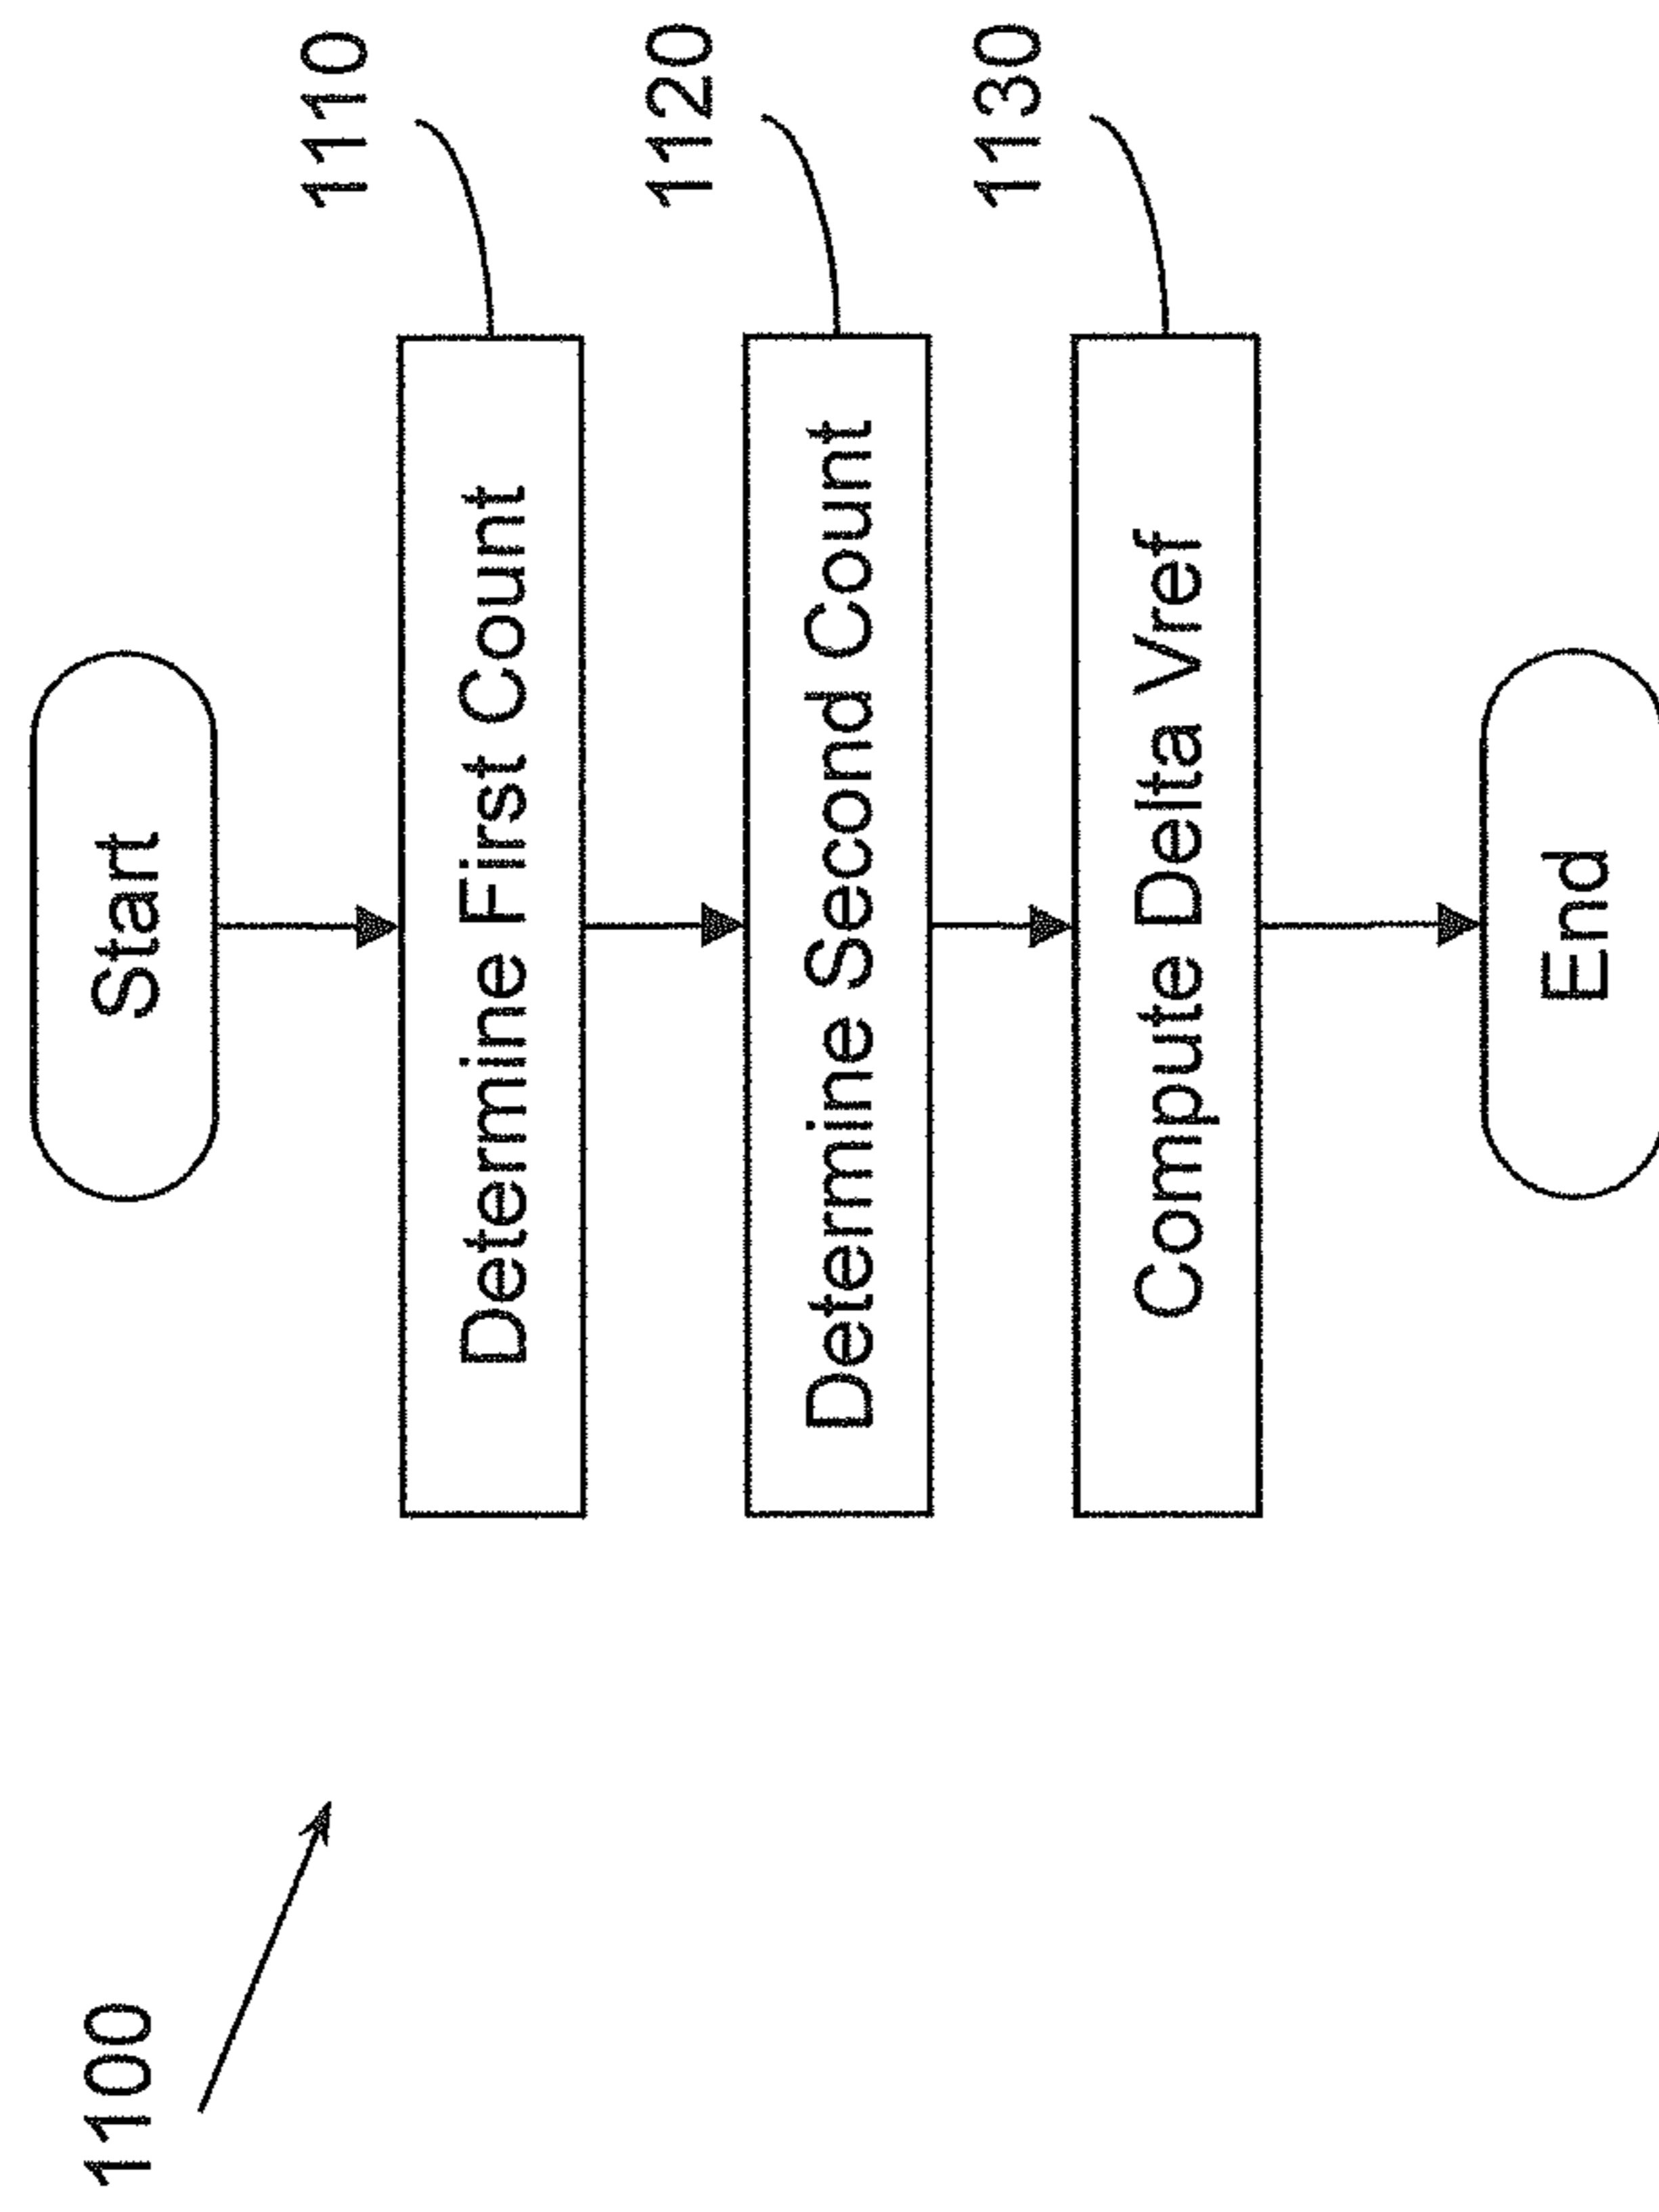 1100
Start
1110
Determine First Count
1120
Determine Second Count
1130
Compute Delta Vref
End